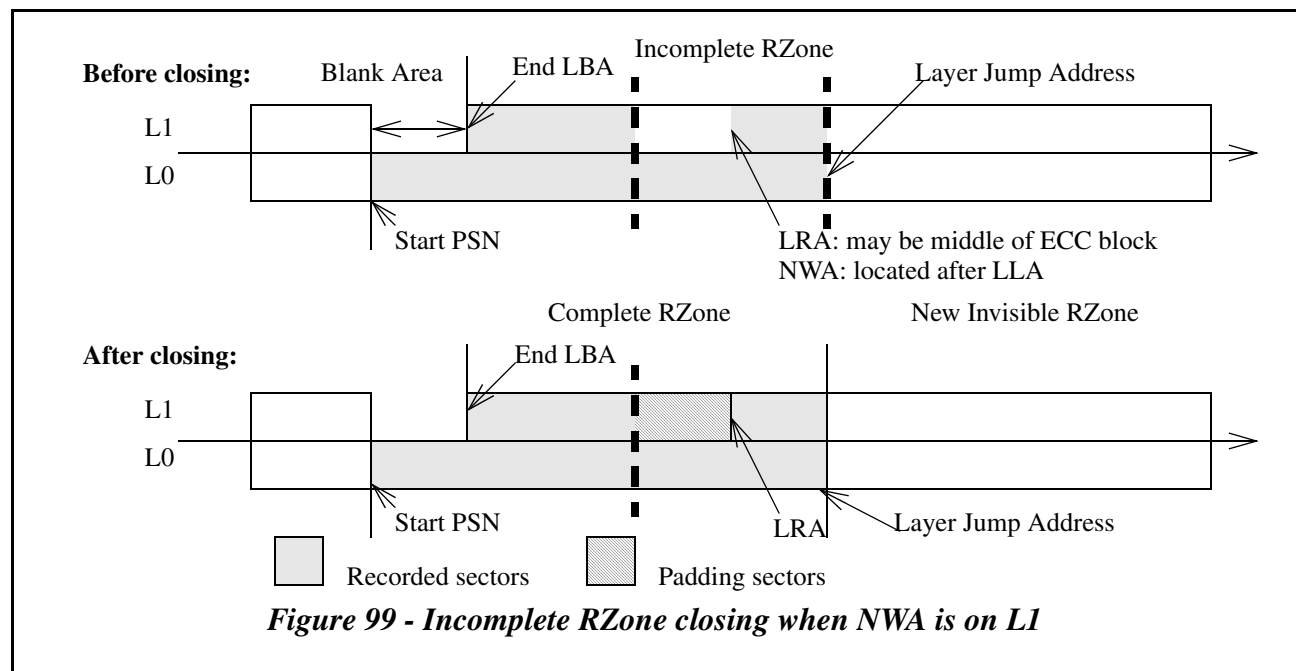 Incomplete RZone
Before closing:
Blank Area
End LBA
Layer Jump Address
L1
L0
Start PSN
LRA: may be middle of ECC block
NWA: located after LLA
Complete RZone
New Invisible RZone
After closing:
End LBA
L1
L0
Start PSN
LRA
Layer Jump Address
Recorded sectors
Padding sectors
Figure 99 - Incomplete RZone closing when NWA is on L1